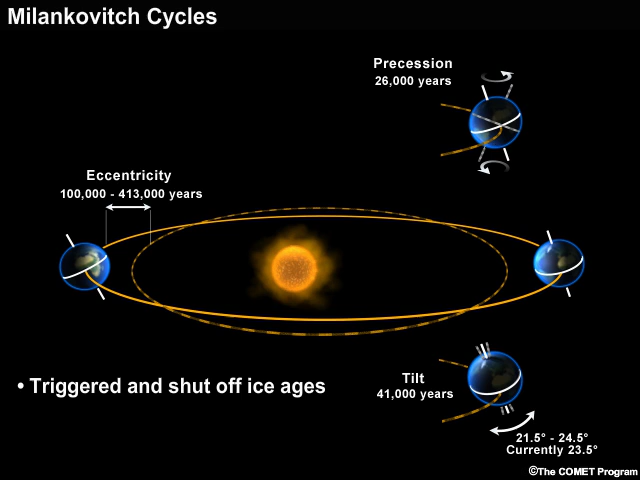 Milankovitch Cycles
Precession
26,000 years
Eccentricity
100,000 - 413,000 years
• Triggered and shut off ice ages
Tilt
41,000 years
21.5° - 24.5°
Currently 23.5°
©The COMET Program